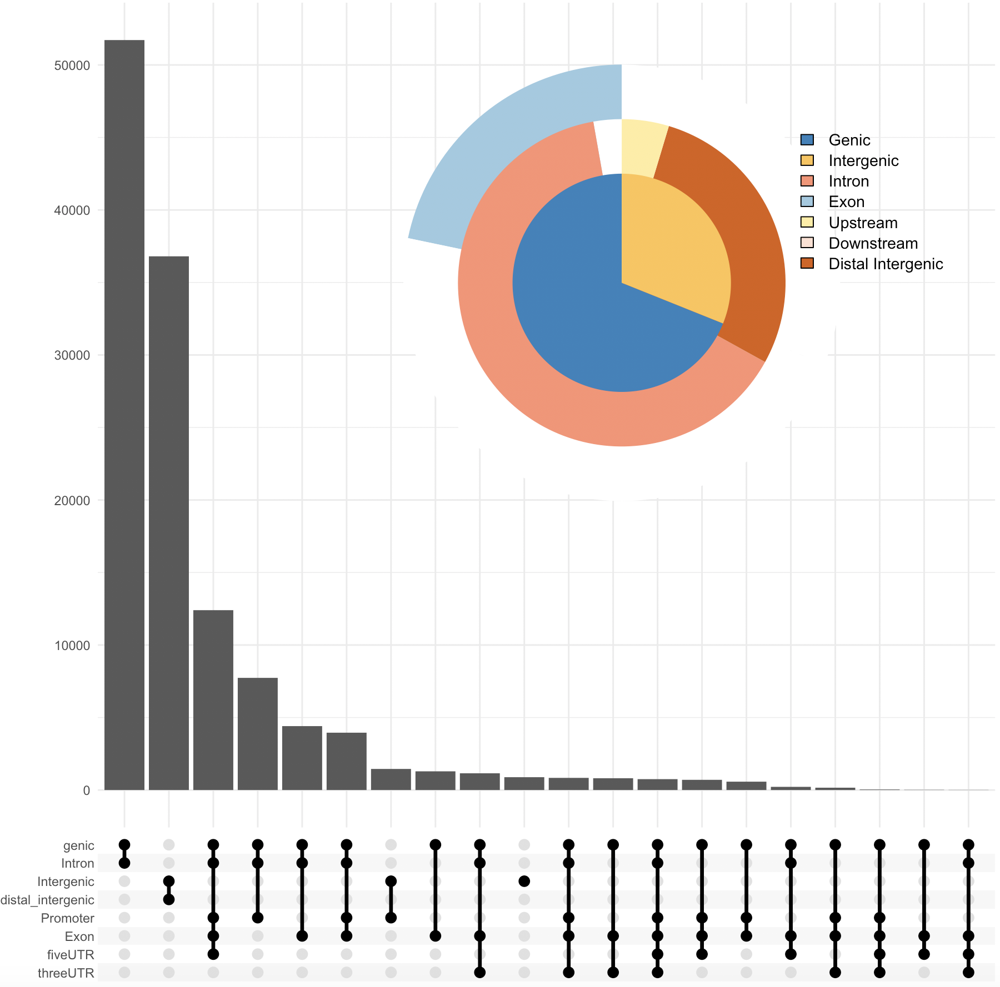 50000
40000
30000
20000
10000
0
Genic
Intergenic
Intron
Exon
Upstream
Downstream
Distal Intergenic
genic
Intron
Intergenic
distal_intergenic
Promoter
Exon
fiveUTR
threeUTR